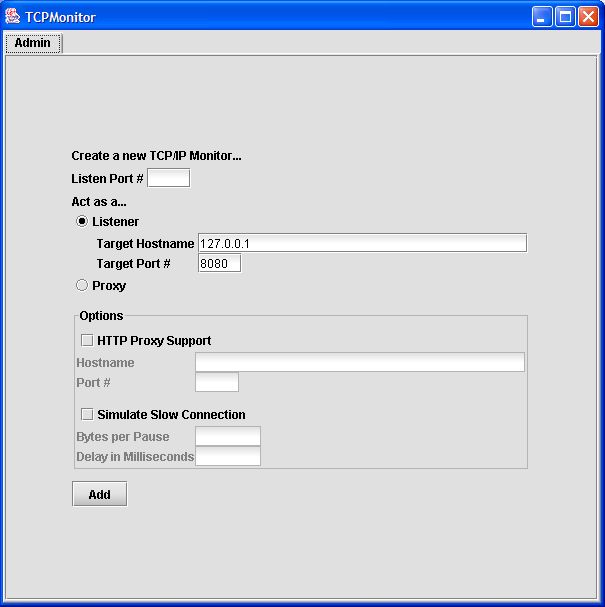 TCPMonitor
Admin
Create a new TCP/IP Monitor...
Listen Port #
Act as a...
Listener
Target Hostname 127.0.0.1
Target Port # 8080
Proxy
Options
HTTP Proxy Support
Hostname
Port #
Simulate Slow Connection
Bytes per Pause
Delay in Milliseconds
Add